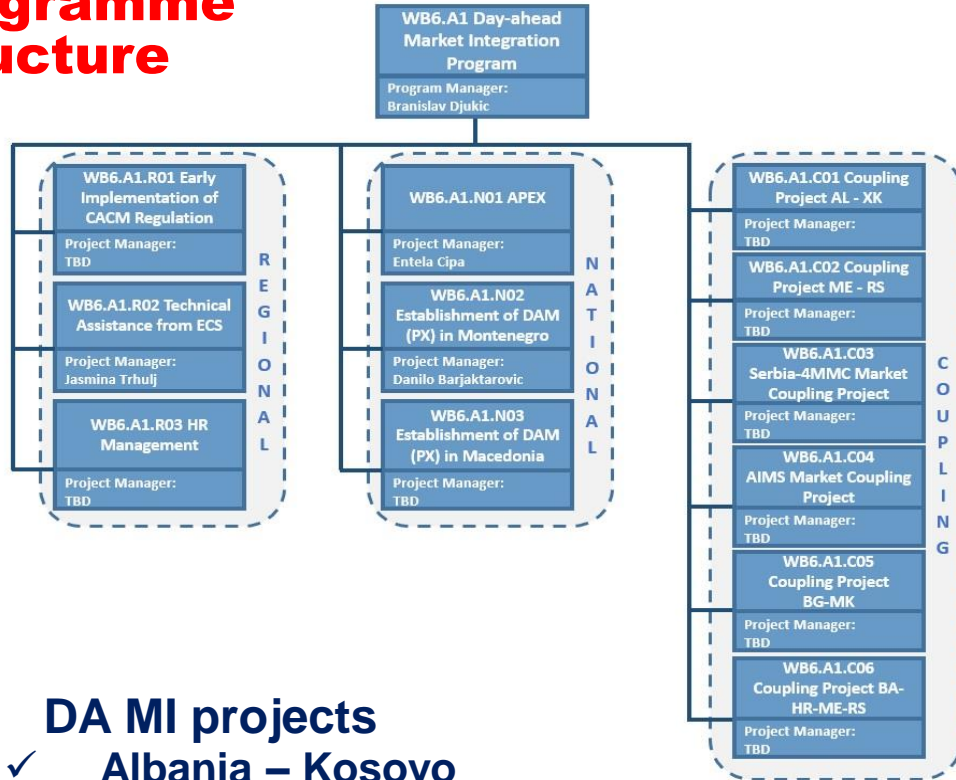 ogramme
ucture
WB6.A1 Day-ahead
Market Integration
Program
Program Manager:
Branislav Djukic
WB6.A1.R01 Early
Implementation of
CACM Regulation
Project Manager:
TBD
WB6.A1.R02 Technical
Assistance from ECS
Project Manager:
Jasmina Trhulj
WB6.A1.R03 HR
Management
Project Manager:
TBD
REGIONAL
WB6.A1.N01 APEX
Project Manager:
Entela Cipa
WB6.A1.N02
Establishment of DAM
(PX) in Montenegro
Project Manager:
Danilo Barjaktarovic
WB6.A1.N03
Establishment of DAM
(PX) in Macedonia
Project Manager:
TBD
NATIONAL
WB6.A1.C01 Coupling
Project AL - XK
Project Manager:
TBD
WB6.A1.C02 Coupling
Project ME - RS
Project Manager:
TBD
WB6.A1.C03
Serbia-4MMC Market
Coupling Project
Project Manager:
TBD
WB6.A1.C04
AIMS Market Coupling
Project
Project Manager:
TBD
WB6.A1.C05
Coupling Project
BG-MK
Project Manager:
TBD
WB6.A1.C06
Coupling Project BA-
HR-ME-RS
Project Manager:
TBD
COUPLING
DA MI projects
✓ Albania – Kosovo